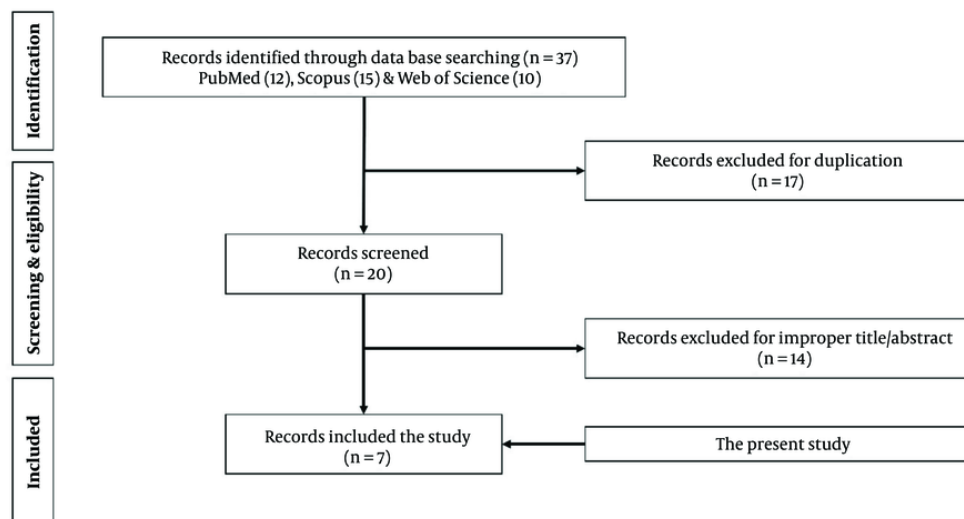 Identification
Records identified through data base searching (n = 37)
PubMed (12), Scopus (15) & Web of Science (10)
Records excluded for duplication
(n = 17)
Screening & eligibility
Records screened
(n = 20)
Records excluded for improper title/abstract
(n = 14)
Included
Records included the study
(n = 7)
The present study